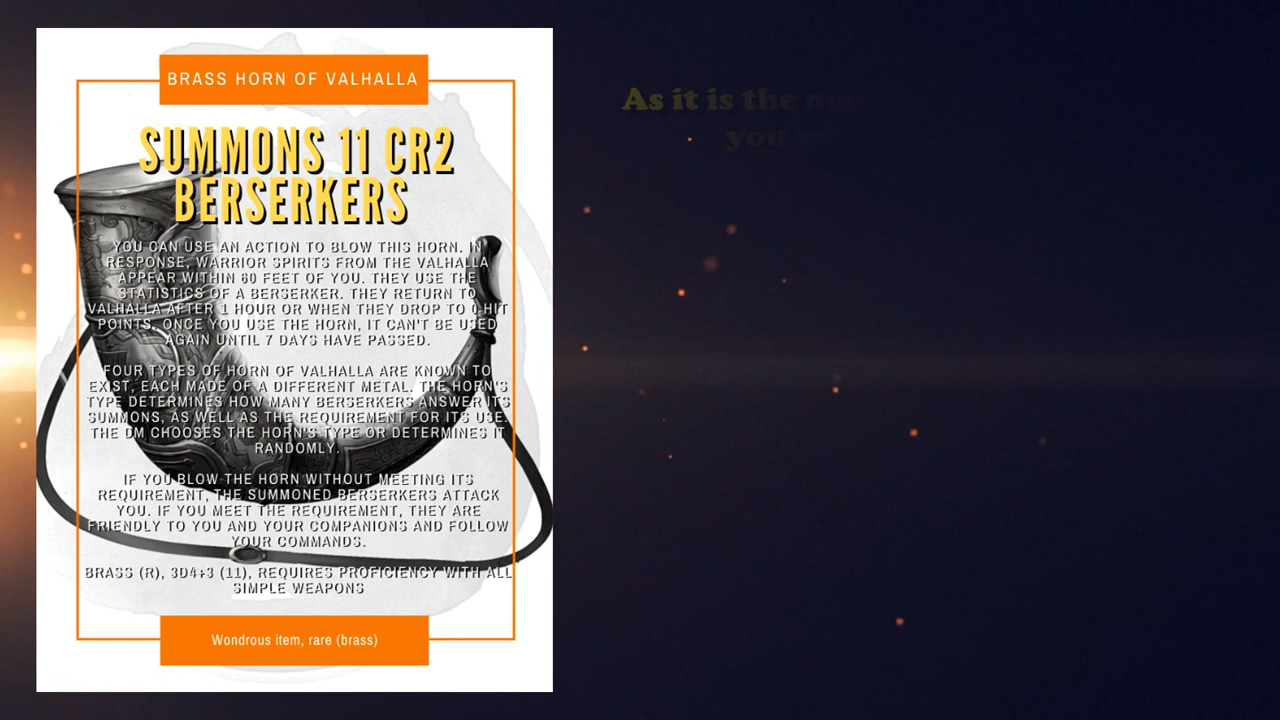 BRASS HORN OF VALHALLA
SUMMONS 11 CR2
BERSERKERS
YOU CAN USE AN ACTION TO BLOW THIS HORN. IN
RESPONSE, WARRIOR SPIRITS FROM THE VALHALLA
APPEAR WITHIN 60 FEET OF YOU. THEY USE THE
STATISTICS OF A BERSERKER. THEY RETURN TO
VALHALLA AFTER 1 HOUR OR WHEN THEY DROP TO 0 HIT
POINTS. ONCE YOU USE THE HORN, IT CAN'T BE USED
AGAIN UNTIL 7 DAYS HAVE PASSED.
FOUR TYPES OF HORN OF VALHALLA ARE KNOWN TO
EXIST, EACH MADE OF A DIFFERENT METAL. THE HORN'S
TYPE DETERMINES HOW MANY BERSERKERS ANSWER ITS
SUMMONS, AS WELL AS THE REQUIREMENT FOR ITS USE.
THE DM CHOOSES THE HORN'S TYPE OR DETERMINES IT
RANDOMLY.
IF YOU BLOW THE HORN WITHOUT MEETING ITS
REQUIREMENT, THE SUMMONED BERSERKERS ATTACK
YOU. IF YOU MEET THE REQUIREMENT, THEY ARE
FRIENDLY TO YOU AND YOUR COMPANIONS AND FOLLOW
YOUR COMMANDS.
BRASS (R), 3D4+3 (11), REQUIRES PROFICIENCY WITH ALL
SIMPLE WEAPONS
Wondrous item, rare (brass)
As it is the
you